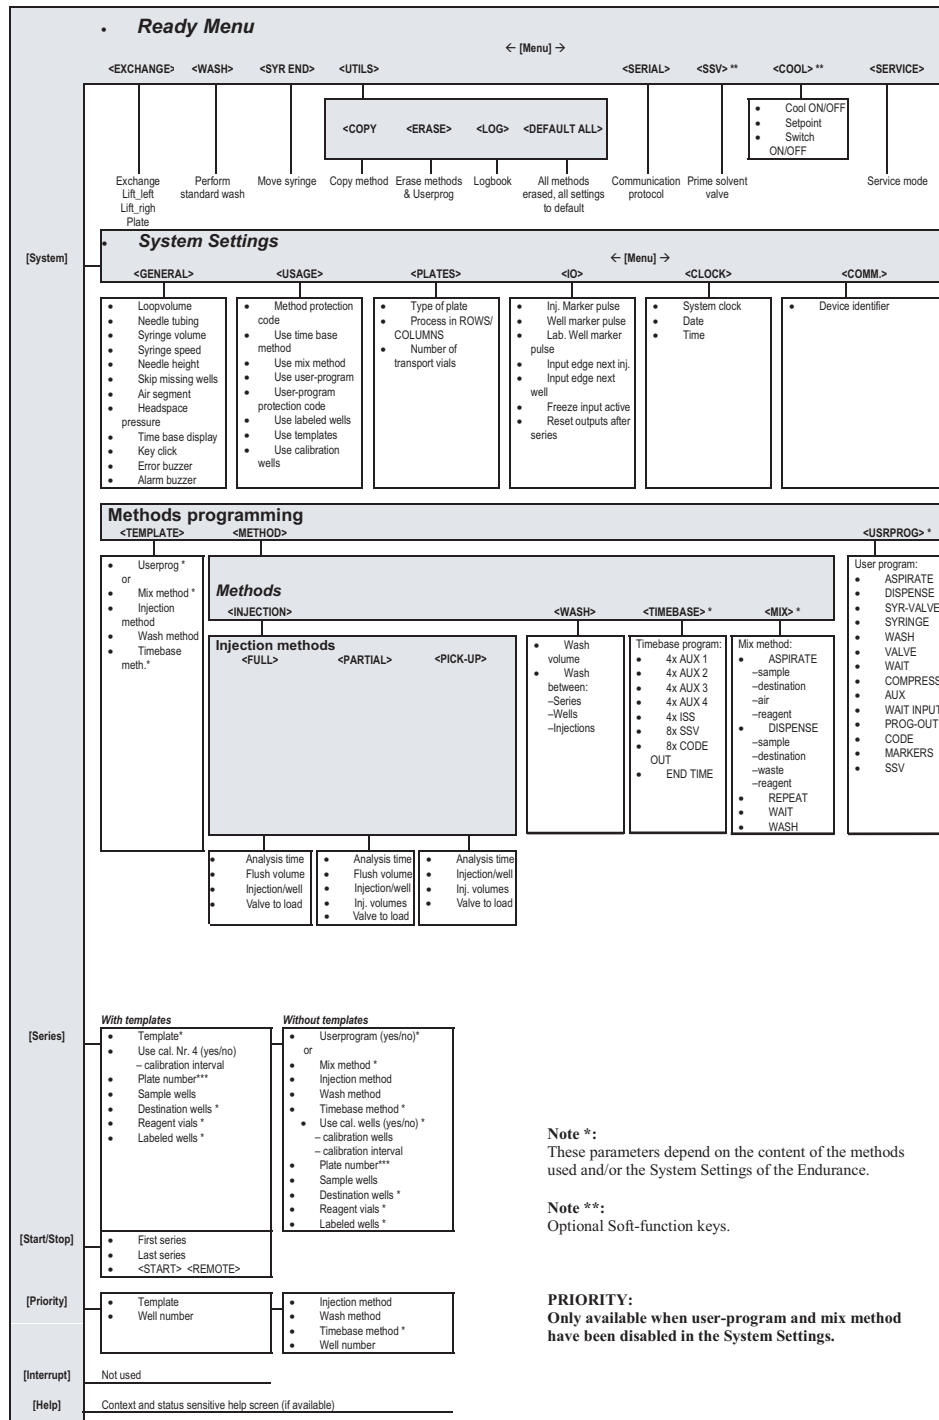 • Ready Menu
← [Menu] →
<EXCHANGE> <WASH> <SYR END> <UTILS> <SERIAL> <SSV> ** <COOL> ** <SERVICE>
• Cool ON/OFF
• Setpoint
• Switch
ON/OFF
<COPY <ERASE> <LOG> <DEFAULT ALL>
Exchange
Lift_left
Lift_righ
Plate
Perform
standard wash
Move syringe
Copy method
Erase methods
& Userprog
Logbook
All methods
erased, all settings
to default
Communication
protocol
Prime solvent
valve
Service mode
[System]
• System Settings
← [Menu] →
<GENERAL> <USAGE> <PLATES> <IO> <CLOCK> <COMM.>
• Loopvolume
• Needle tubing
• Syringe volume
• Syringe speed
• Needle height
• Skip missing wells
• Air segment
• Headspace
pressure
• Time base display
• Key click
• Error buzzer
• Alarm buzzer
• Method protection
code
• Use time base
method
• Use mix method
• Use user-program
• User-program
protection code
• Use labeled wells
• Use templates
• Use calibration
wells
• Type of plate
• Process in ROWS/
COLUMNS
• Number of
transport vials
• Inj. Marker pulse
• Well marker pulse
• Lab. Well marker
pulse
• Input edge next inj.
• Input edge next
well
• Freeze input active
• Reset outputs after
series
• System clock
• Date
• Time
• Device identifier
Methods programming
<TEMPLATE> <METHOD> <USRPROG> *
• Userprog *
or
• Mix method *
• Injection
method
• Wash method
• Timebase
meth.*
Methods
<INJECTION> <WASH> <TIMEBASE> * <MIX> *
Injection methods
<FULL> <PARTIAL> <PICK-UP>
• Wash
volume
• Wash
between:
–Series
–Wells
–Injections
Timebase program:
• 4x AUX 1
• 4x AUX 2
• 4x AUX 3
• 4x AUX 4
• 4x ISS
• 8x SSV
• 8x CODE
OUT
• END TIME
Mix method:
• ASPIRATE
–sample
–destination
–air
–reagent
• DISPENSE
–sample
–destination
–waste
–reagent
• REPEAT
• WAIT
• WASH
User program:
• ASPIRATE
• DISPENSE
• SYR-VALVE
• SYRINGE
• WASH
• VALVE
• WAIT
• COMPRESS
• AUX
• WAIT INPUT
• PROG-OUT
• CODE
• MARKERS
• SSV
• Analysis time
• Flush volume
• Injection/well
• Valve to load
• Analysis time
• Flush volume
• Injection/well
• Inj. volumes
• Valve to load
• Analysis time
• Injection/well
• Inj. volumes
• Valve to load
[Series]
With templates
• Template*
• Use cal. Nr. 4 (yes/no)
– calibration interval
• Plate number***
• Sample wells
• Destination wells *
• Reagent vials *
• Labeled wells *
Without templates
• Userprogram (yes/no)*
or
• Mix method *
• Injection method
• Wash method
• Timebase method *
• Use cal. wells (yes/no) *
– calibration wells
– calibration interval
• Plate number***
• Sample wells
• Destination wells *
• Reagent vials *
• Labeled wells *
Note *:
These parameters depend on the content of the methods
used and/or the System Settings of the Endurance.
Note **:
Optional Soft-function keys.
[Start/Stop]
• First series
• Last series
• <START> <REMOTE>
[Priority]
• Template
• Well number
• Injection method
• Wash method
• Timebase method *
• Well number
PRIORITY:
Only available when user-program and mix method
have been disabled in the System Settings.
[Interrupt] Not used
[Help] Context and status sensitive help screen (if available)